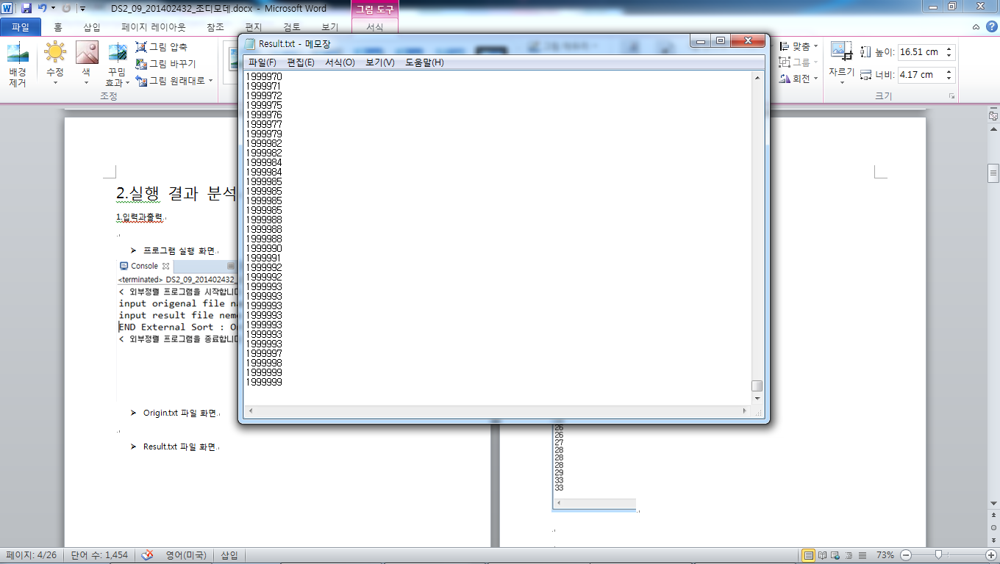 DS2_09_201402432_조디모데.docx - Microsoft Word
그림 도구
파일 홈 삽입 페이지 레이아웃 참조 편지 검토 보기 서식
배경 제거
수정
색
꾸밈 효과
그림 압축
그림 바꾸기
그림 원래대로
조정
맞춤
그룹
회전
자르기
높이: 16.51 cm
너비: 4.17 cm
크기
Result.txt - 메모장
파일(F) 편집(E) 서식(O) 보기(V) 도움말(H)
1999970
1999971
1999972
1999975
1999976
1999977
1999979
1999982
1999982
1999984
1999984
1999985
1999985
1999985
1999985
1999988
1999988
1999988
1999990
1999991
1999992
1999992
1999993
1999993
1999993
1999993
1999993
1999993
1999993
1999997
1999998
1999999
1999999
2.실행 결과 분석
1.입력과출력
프로그램 실행 화면
Console
<terminated> DS2_09_201402432_
< 외부정렬 프로그램을 시작합니다
input origenal file na
input result file neme
END External Sort : O
< 외부정렬 프로그램을 종료합니다
Origin.txt 파일 화면
Result.txt 파일 화면
25
26
27
28
28
28
29
33
33
페이지: 4/26 단어 수: 1,454 영어(미국) 삽입 73%